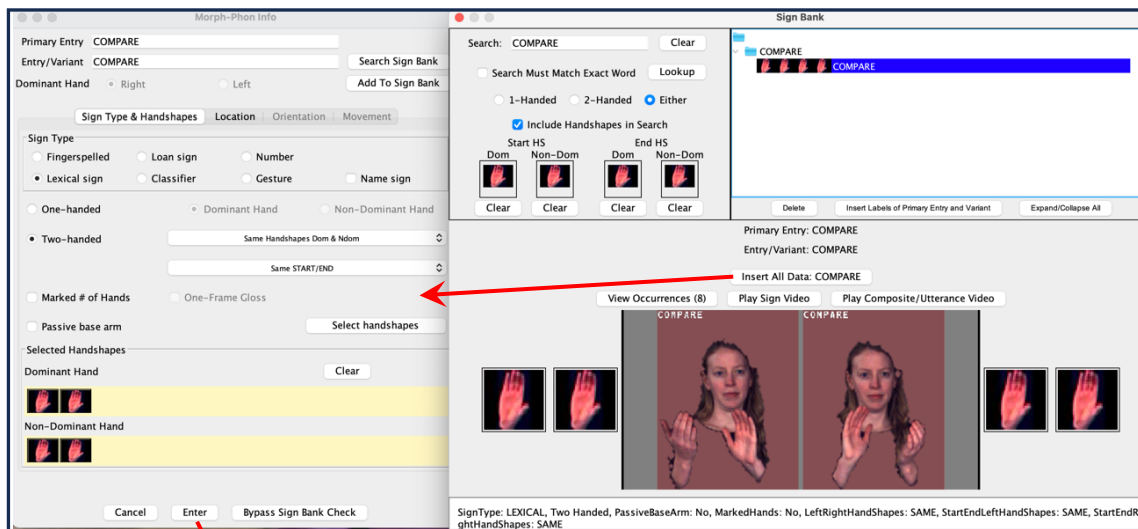 Morph-Phon Info
Primary Entry COMPARE
Entry/Variant COMPARE Search Sign Bank
Dominant Hand Right Left Add To Sign Bank
Sign Type & Handshapes Location Orientation Movement
Sign Type
Fingerspelled Loan sign Number
Lexical sign Classifier Gesture Name sign
One-handed Dominant Hand Non-Dominant Hand
Two-handed Same Handshapes Dom & Ndom
Same START/END
Marked # of Hands One-Frame Gloss
Passive base arm Select handshapes
Selected Handshapes
Dominant Hand Clear
Non-Dominant Hand
Cancel Enter Bypass Sign Bank Check
Sign Bank
Search: COMPARE Clear
Search Must Match Exact Word Lookup
1-Handed 2-Handed Either
Include Handshapes in Search
Start HS End HS
Dom Non-Dom Dom Non-Dom
Clear Clear Clear Clear
COMPARE
COMPARE
Delete Insert Labels of Primary Entry and Variant Expand/Collapse All
Primary Entry: COMPARE
Entry/Variant: COMPARE
Insert All Data: COMPARE
View Occurrences (8) Play Sign Video Play Composite/Utterance Video
COMPARE COMPARE
SignType: LEXICAL, Two Handed, PassiveBaseArm: No, MarkedHands: No, LeftRightHandShapes: SAME, StartEndLeftHandShapes: SAME, StartEndR
ghtHandShapes: SAME